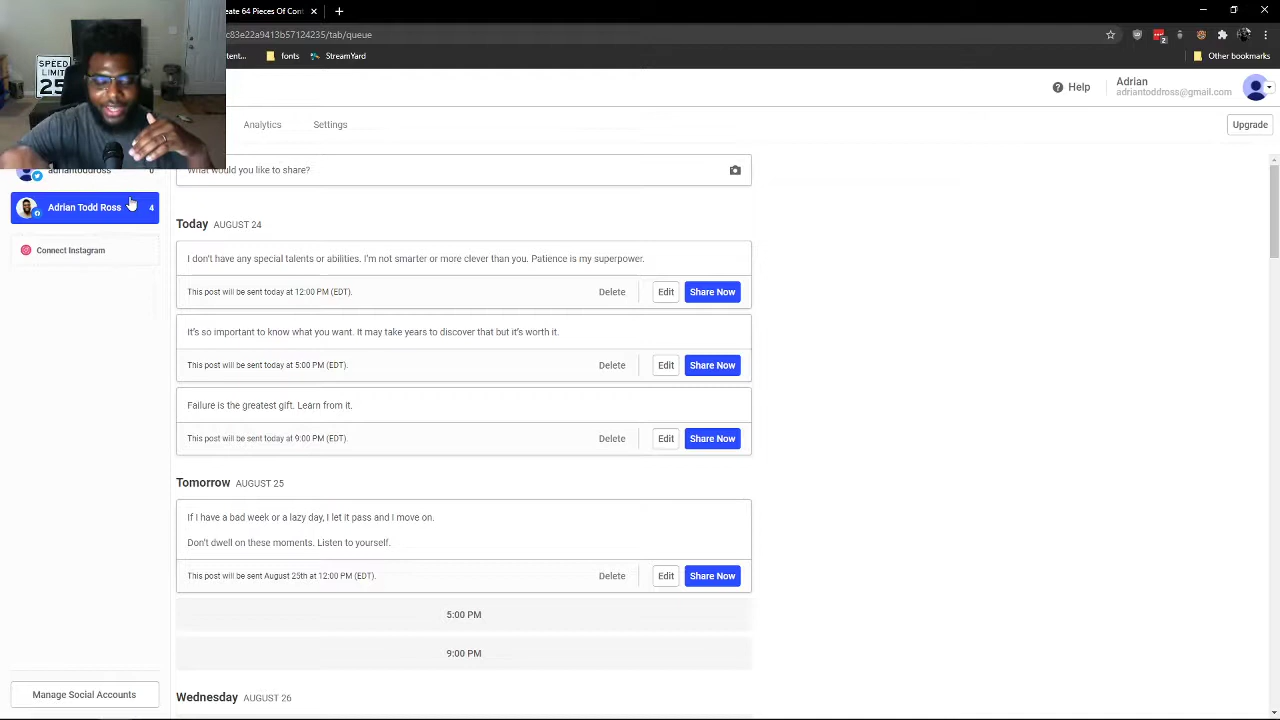 eate 64 Pieces Of Cont
c83e22a9413b57124235/tab/queue
tent...
fonts
StreamYard
Other bookmarks
2
SPEED
LIMIT
25
Help
Adrian
adriantoddross@gmail.com
Analytics
Settings
Upgrade
adriantoddross
0
What would you like to share?
Adrian Todd Ross
4
Connect Instagram
Today AUGUST 24
I don't have any special talents or abilities. I'm not smarter or more clever than you. Patience is my superpower.
This post will be sent today at 12:00 PM (EDT).
Delete
Edit
Share Now
It's so important to know what you want. It may take years to discover that but it's worth it.
This post will be sent today at 5:00 PM (EDT).
Delete
Edit
Share Now
Failure is the greatest gift. Learn from it.
This post will be sent today at 9:00 PM (EDT).
Delete
Edit
Share Now
Tomorrow AUGUST 25
If I have a bad week or a lazy day, I let it pass and I move on.
Don't dwell on these moments. Listen to yourself.
This post will be sent August 25th at 12:00 PM (EDT).
Delete
Edit
Share Now
5:00 PM
9:00 PM
Wednesday AUGUST 26
Manage Social Accounts